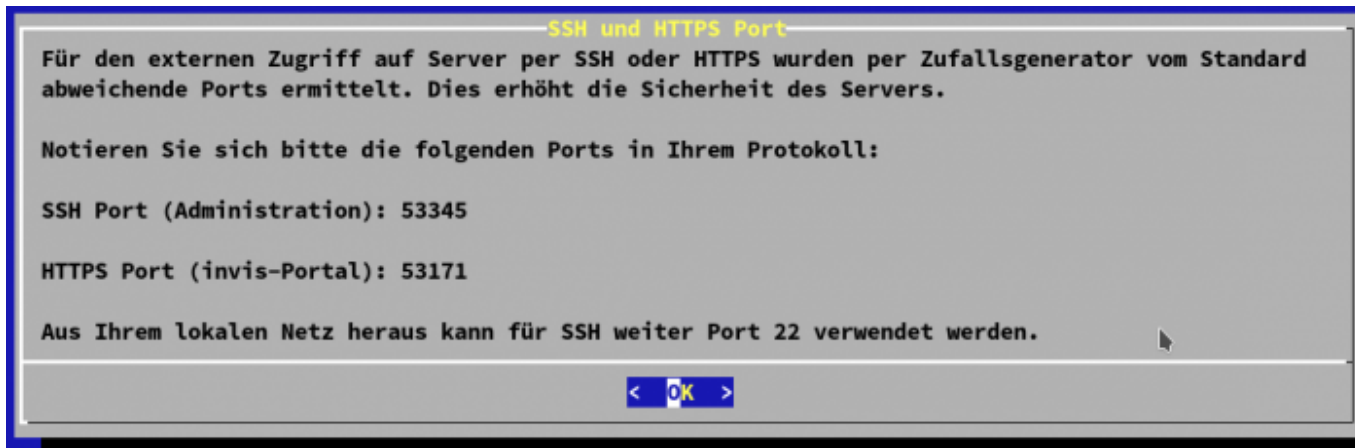 SSH und HTTPS Port
Für den externen Zugriff auf Server per SSH oder HTTPS wurden per Zufallsgenerator vom Standard
abweichende Ports ermittelt. Dies erhöht die Sicherheit des Servers.
Notieren Sie sich bitte die folgenden Ports in Ihrem Protokoll:
SSH Port (Administration): 53345
HTTPS Port (invis-Portal): 53171
Aus Ihrem lokalen Netz heraus kann für SSH weiter Port 22 verwendet werden.
< OK >